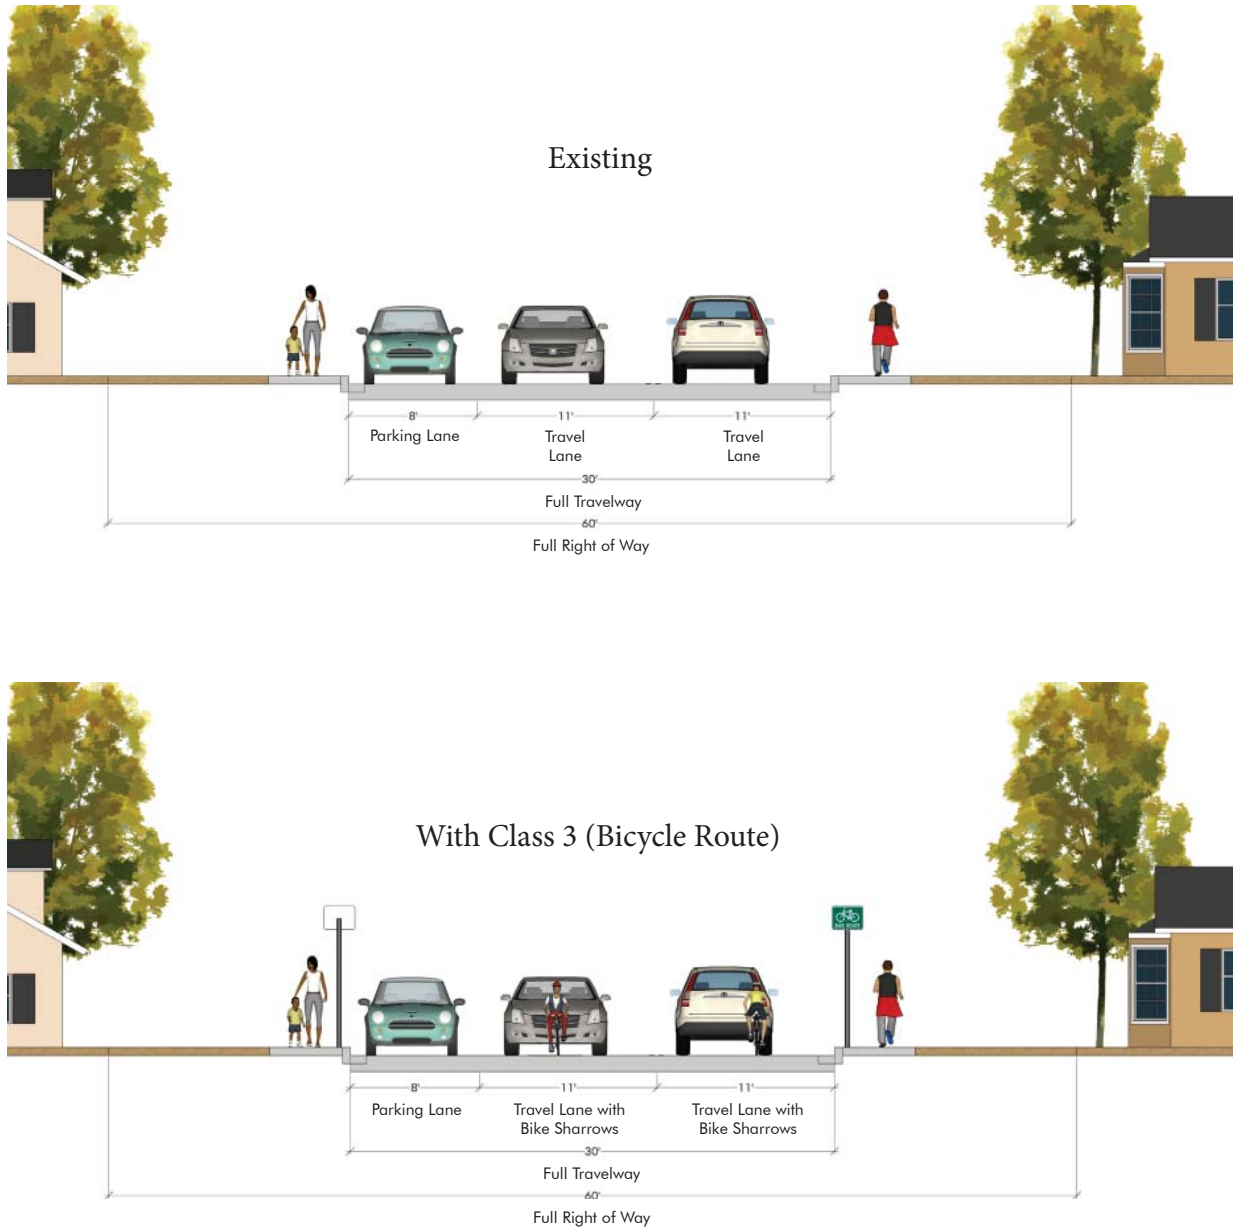 Existing
8' 11' 11'
Parking Lane Travel Travel
Lane Lane
30'
Full Travelway
60'
Full Right of Way
With Class 3 (Bicycle Route)
BIKE ROUTE
8' 11' 11'
Parking Lane Travel Lane with Travel Lane with
Bike Sharrows Bike Sharrows
30'
Full Travelway
60'
Full Right of Way